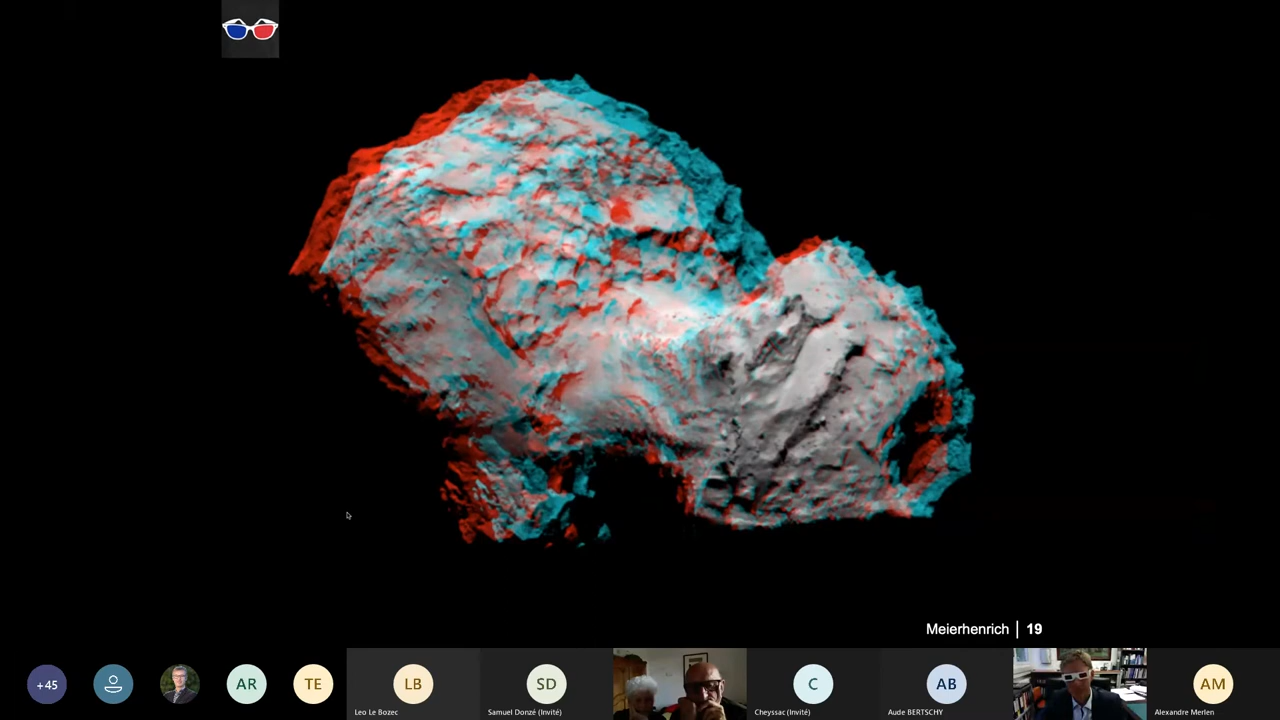 Meierhenrich | 19
+45
AR
TE
LB
Leo Le Bozec
SD
Samuel Donzé (Invité)
C
Cheyssac (Invité)
AB
Aude BERTSCHY
AM
Alexandre Merlen